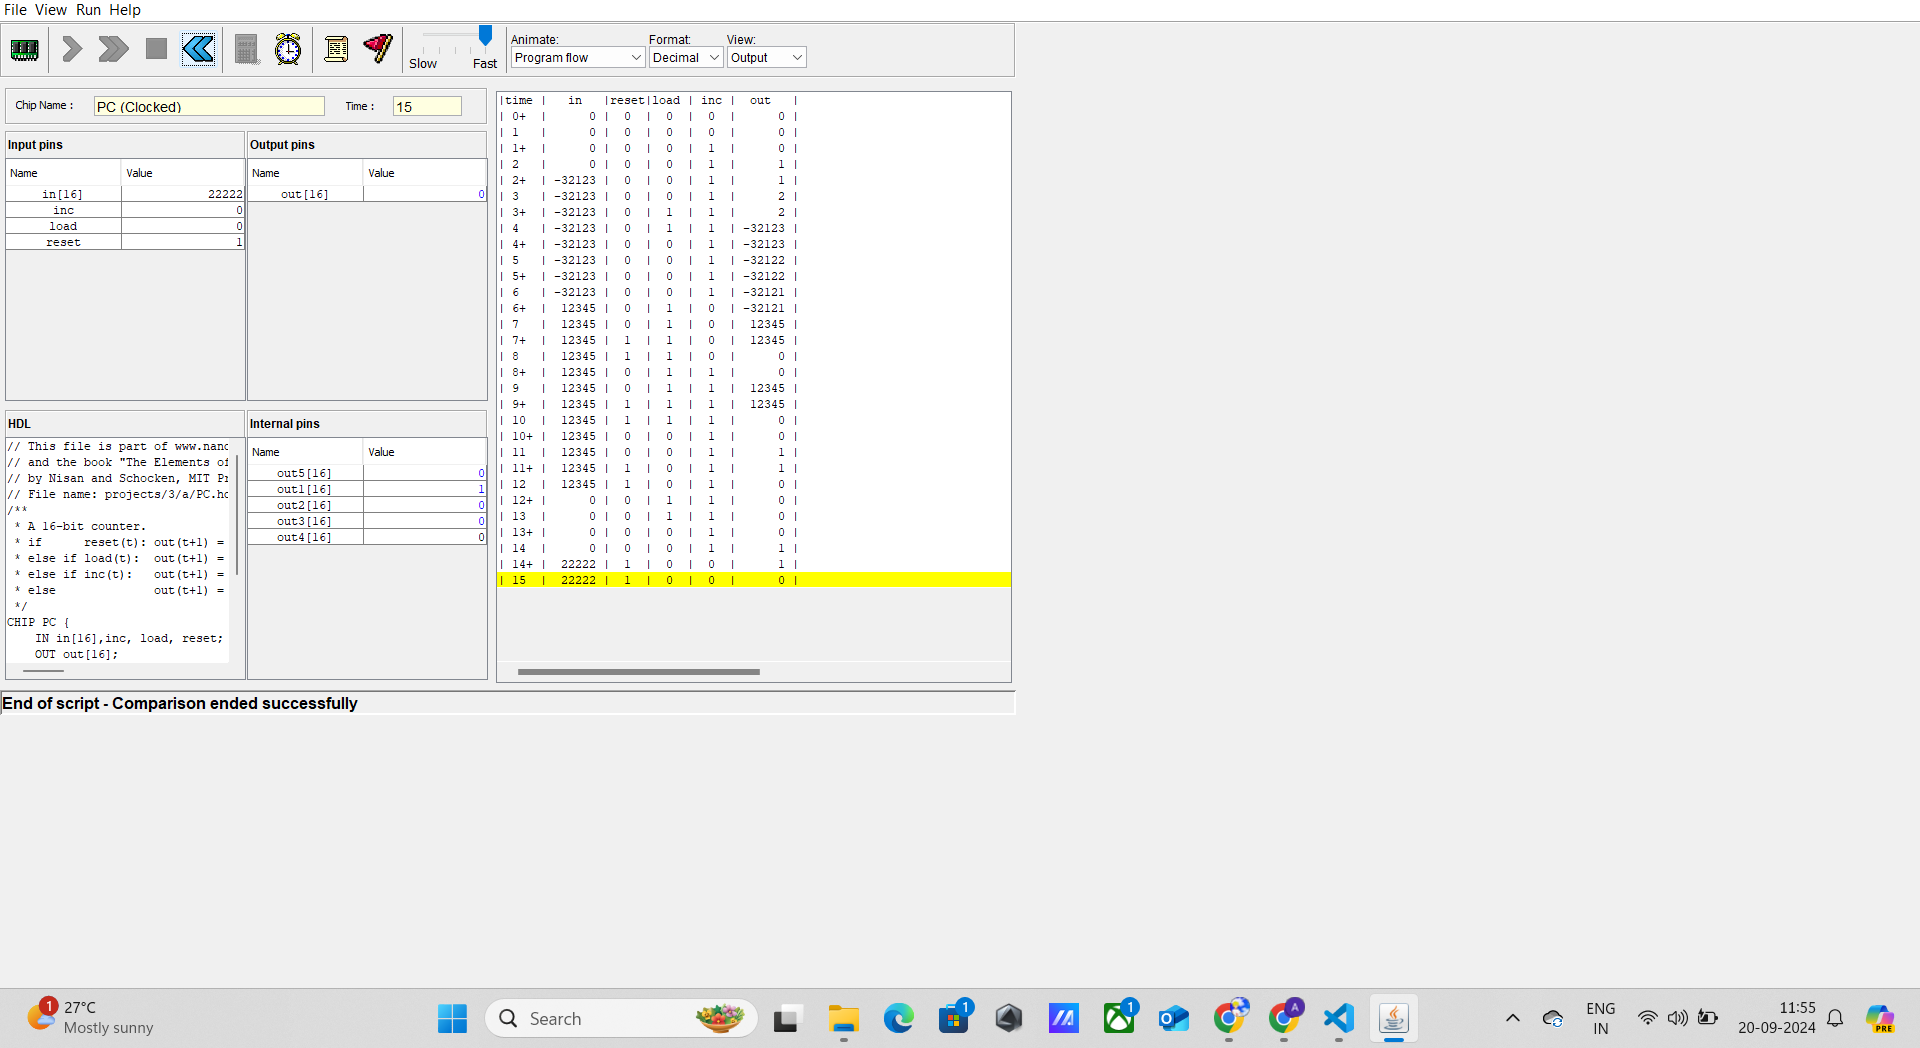 File View Run Help
Slow Fast
Animate: Format: View:
Program flow Decimal Output
Chip Name : PC (Clocked) Time : 15
Input pins
Name Value
in[16] 22222
inc 0
load 0
reset 1
Output pins
Name Value
out[16] 0
HDL
// This file is part of www.nand
// and the book "The Elements of
// by Nisan and Schocken, MIT Pr
// File name: projects/3/a/PC.hd
/**
* A 16-bit counter.
* if reset(t): out(t+1) =
* else if load(t): out(t+1) =
* else if inc(t): out(t+1) =
* else out(t+1) =
*/
CHIP PC {
IN in[16],inc, load, reset;
OUT out[16];
Internal pins
Name Value
out5[16] 0
out1[16] 1
out2[16] 0
out3[16] 0
out4[16] 0
|time | in |reset|load | inc | out |
| 0+ | 0 | 0 | 0 | 0 | 0 |
| 1 | 0 | 0 | 0 | 0 | 0 |
| 1+ | 0 | 0 | 0 | 1 | 0 |
| 2 | 0 | 0 | 0 | 1 | 1 |
| 2+ | -32123 | 0 | 0 | 1 | 1 |
| 3 | -32123 | 0 | 0 | 1 | 2 |
| 3+ | -32123 | 0 | 1 | 1 | 2 |
| 4 | -32123 | 0 | 1 | 1 | -32123 |
| 4+ | -32123 | 0 | 0 | 1 | -32123 |
| 5 | -32123 | 0 | 0 | 1 | -32122 |
| 5+ | -32123 | 0 | 0 | 1 | -32122 |
| 6 | -32123 | 0 | 0 | 1 | -32121 |
| 6+ | 12345 | 0 | 1 | 0 | -32121 |
| 7 | 12345 | 0 | 1 | 0 | 12345 |
| 7+ | 12345 | 1 | 1 | 0 | 12345 |
| 8 | 12345 | 1 | 1 | 0 | 0 |
| 8+ | 12345 | 0 | 1 | 1 | 0 |
| 9 | 12345 | 0 | 1 | 1 | 12345 |
| 9+ | 12345 | 1 | 1 | 1 | 12345 |
| 10 | 12345 | 1 | 1 | 1 | 0 |
| 10+ | 12345 | 0 | 0 | 1 | 0 |
| 11 | 12345 | 0 | 0 | 1 | 1 |
| 11+ | 12345 | 1 | 0 | 1 | 1 |
| 12 | 12345 | 1 | 0 | 1 | 0 |
| 12+ | 0 | 0 | 1 | 1 | 0 |
| 13 | 0 | 0 | 1 | 1 | 0 |
| 13+ | 0 | 0 | 0 | 1 | 0 |
| 14 | 0 | 0 | 0 | 1 | 1 |
| 14+ | 22222 | 1 | 0 | 0 | 1 |
| 15 | 22222 | 1 | 0 | 0 | 0 |
End of script - Comparison ended successfully
1 27°C
Mostly sunny
Search
1
1
A
ENG
IN
11:55
20-09-2024
PRE